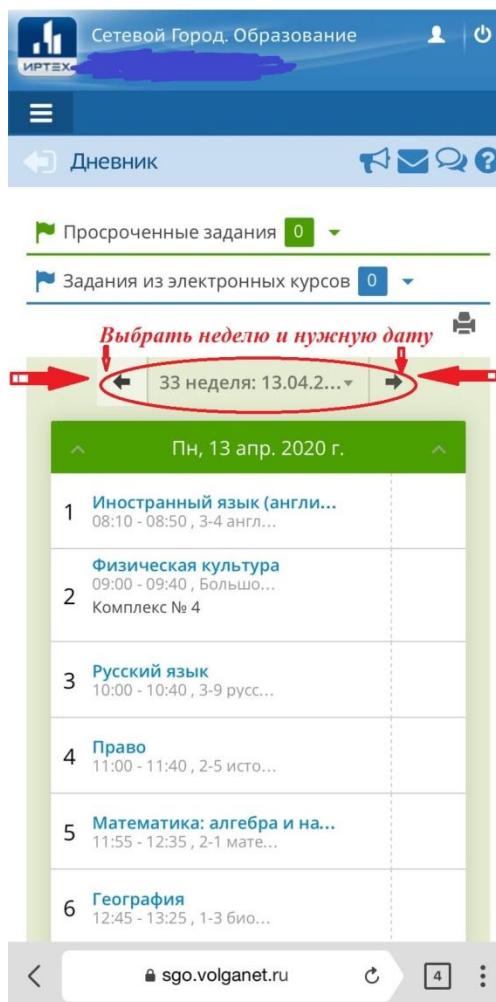 Сетевой Город. Образование
ИРТЕХ
Дневник
Просроченные задания 0
Задания из электронных курсов 0
Выбрать неделю и нужную дату
33 неделя: 13.04.2...
Пн, 13 апр. 2020 г.
1 Иностранный язык (англи...
08:10 - 08:50 , 3-4 англ...
2 Физическая культура
09:00 - 09:40 , Большо...
Комплекс № 4
3 Русский язык
10:00 - 10:40 , 3-9 русс...
4 Право
11:00 - 11:40 , 2-5 исто...
5 Математика: алгебра и на...
11:55 - 12:35 , 2-1 мате...
6 География
12:45 - 13:25 , 1-3 био...
sgo.volganet.ru 4